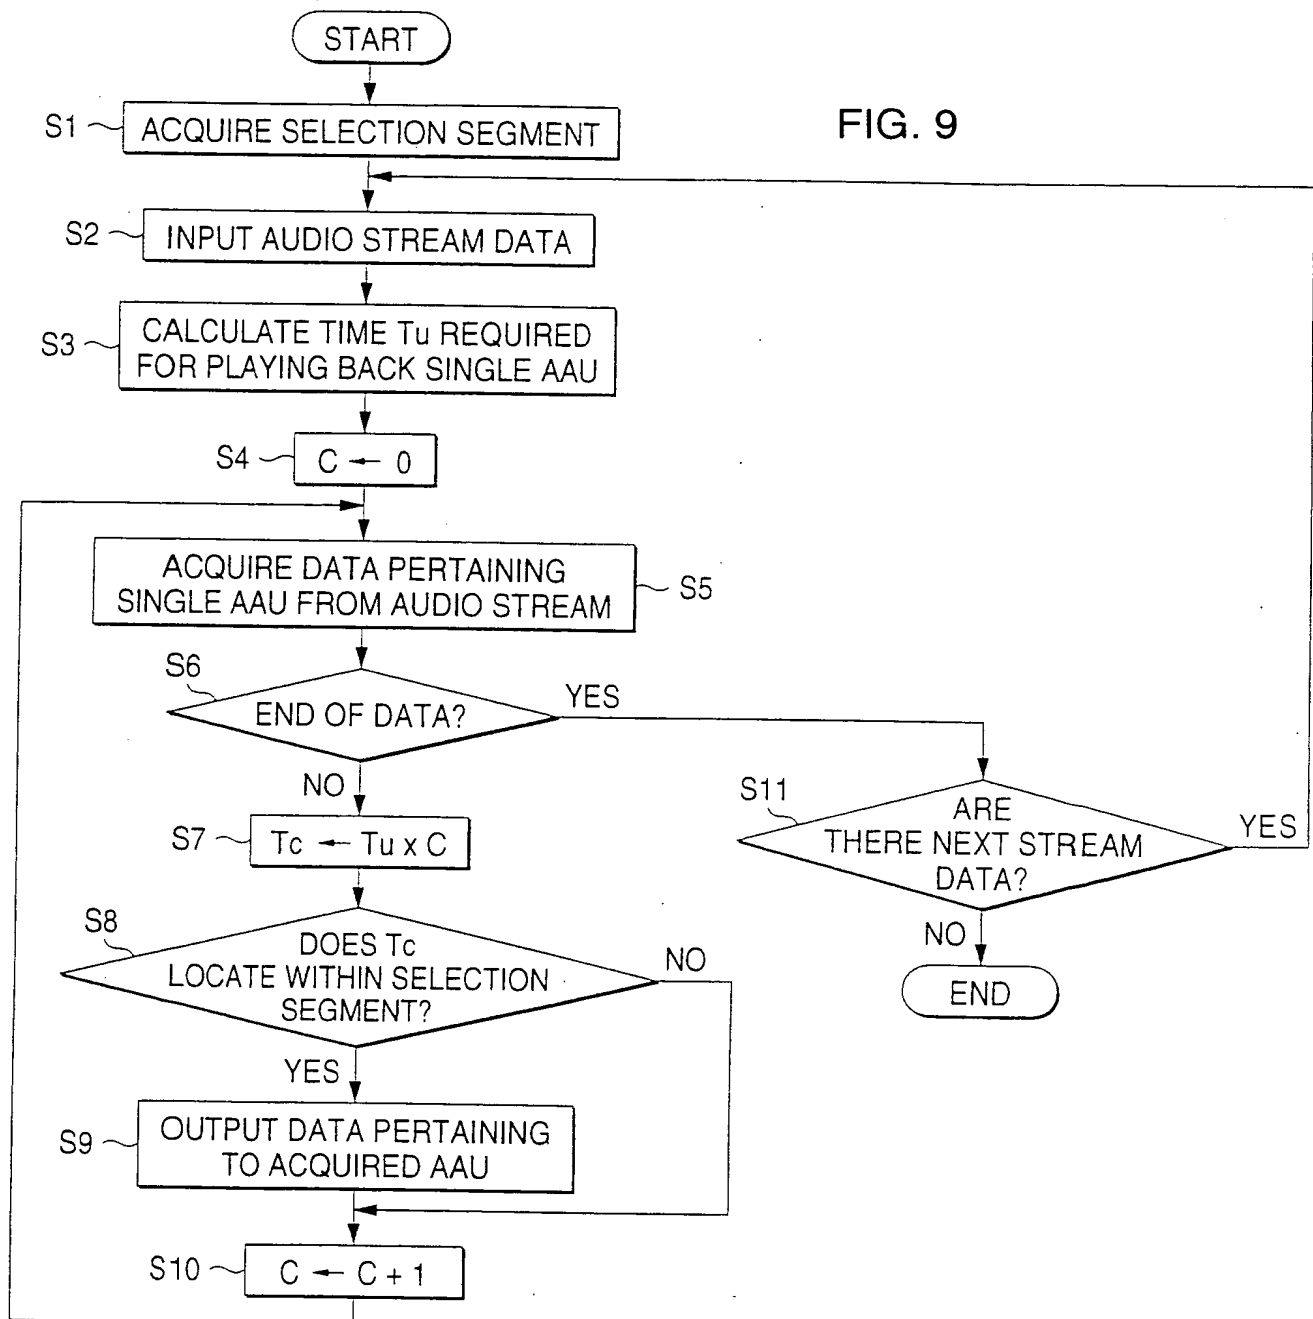 START
FIG. 9
S1
ACQUIRE SELECTION SEGMENT
S2
INPUT AUDIO STREAM DATA
S3
CALCULATE TIME Tu REQUIRED
FOR PLAYING BACK SINGLE AAU
S4
C ← 0
ACQUIRE DATA PERTAINING
SINGLE AAU FROM AUDIO STREAM
S5
S6
END OF DATA?
YES
NO
S7
Tc ← Tu x C
S11
ARE
THERE NEXT STREAM
DATA?
YES
NO
END
S8
DOES Tc
LOCATE WITHIN SELECTION
SEGMENT?
NO
YES
S9
OUTPUT DATA PERTAINING
TO ACQUIRED AAU
S10
C ← C + 1